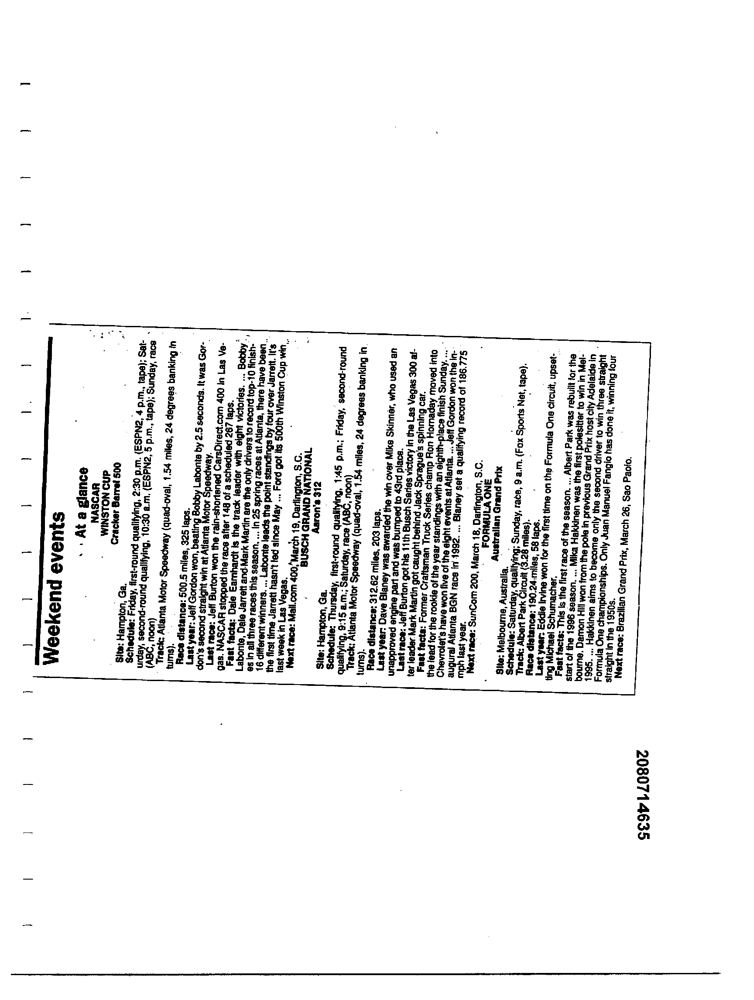 Weekend events
At a glance
NASCAR
WINSTON CUP
Cracker Barrel 500
Site: Hampton, Ga.
Schedule: Friday, first-round qualifying, 2:30 p.m. (ESPN2, 4 p.m., tape); Sat-
urday, second-round qualifying, 10:30 a.m. (ESPN2, 5 p.m., tape); Sunday, race
(ABC, noon)
Track: Atlanta Motor Speedway (quad-oval, 1.54 miles, 24 degrees banking in
turns).
Race distance: 500.5 miles, 325 laps.
Last year: Jeff Gordon won, beating Bobby Labonte by 2.5 seconds. It was Gor-
don's second straight win at Atlanta Motor Speedway.
Last race: Jeff Burton won the rain-shortened CarsDirect.com 400 in Las Ve-
gas. NASCAR stopped the race after 148 of a scheduled 267 laps.
Fast facts: Dale Earnhardt is the track leader with eight victories. ... Bobby
Labonte, Dale Jarrett and Mark Martin are the only drivers to record top-10 finish-
es in all three races this season. ... In 25 spring races at Atlanta, there have been
16 different winners. ... Labonte leads the point standings by four over Jarrett. It's
the first time Jarrett hasn't led since May ... Ford got its 500th Winston Cup win
last week in Las Vegas.
Next race: Mall.com 400, March 19, Darlington, S.C.
BUSCH GRAND NATIONAL
Aaron's 312
Site: Hampton, Ga.
Schedule: Thursday, first-round qualifying, 1:45 p.m.; Friday, second-round
qualifying, 9:15 a.m.; Saturday, race (ABC, noon)
Track: Atlanta Motor Speedway (quad-oval, 1.54 miles, 24 degrees banking in
turns).
Race distance: 312.62 miles, 203 laps.
Last year: Dave Blaney was awarded the win over Mike Skinner, who used an
unapproved engine part and was bumped to 43rd place.
Last race: Jeff Burton got his 11th Busch Series victory in the Las Vegas 300 af-
ter leader Mark Martin got caught behind Jack Sprague's spinning car.
Fast facts: Former Craftsman Truck Series champ Ron Hornaday moved into
the lead for the rookie of the year standings with an eighth-place finish Sunday. ...
Chevrolet's have won five of the eight events at Atlanta. ... Jeff Gordon won the in-
augural Atlanta BGN race in 1992. ... Blaney set a qualifying record of 186.775
mph last year.
Next race: SunCom 200, March 18, Darlington, S.C.
FORMULA ONE
Australian Grand Prix
Site: Melbourne, Australia.
Schedule: Saturday, qualifying; Sunday, race, 9 a.m. (Fox Sports Net, tape).
Track: Albert Park Circuit (3.28 miles).
Race distance: 190.24 miles, 58 laps.
Last year: Eddie Irvine won for the first time on the Formula One circuit, upset-
ting Michael Schumacher.
Fast facts: This is the first race of the season. ... Albert Park was rebuilt for the
start of the 1996 season. ... Mika Hakkinen was the first polesitter to win in Mel-
bourne. Damon Hill won from the pole in previous Grand Prix host city Adelaide in
1995. ... Hakkinen aims to become only the second driver to win three straight
Formula One championships. Only Juan Manuel Fangio has done it, winning four
straight in the 1950s.
Next race: Brazilian Grand Prix, March 26, Sao Paolo.
2080714635